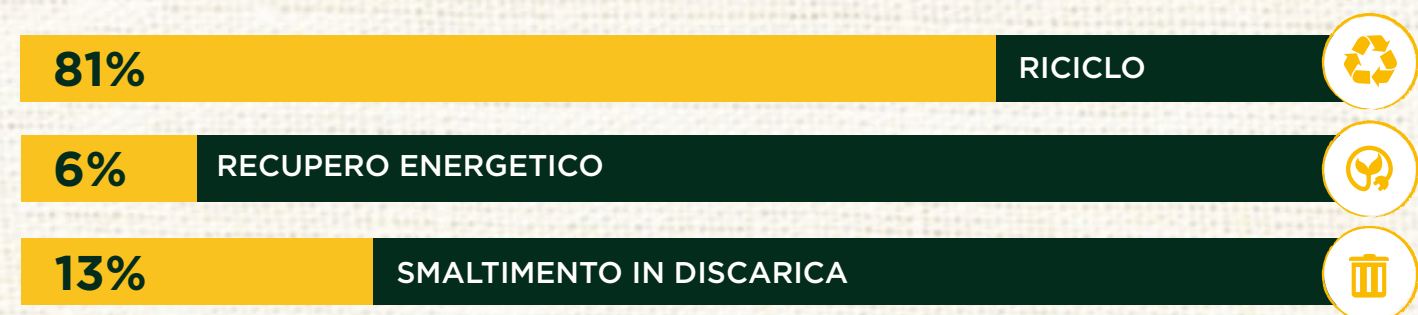 81% RICICLO
6% RECUPERO ENERGETICO
13% SMALTIMENTO IN DISCARICA